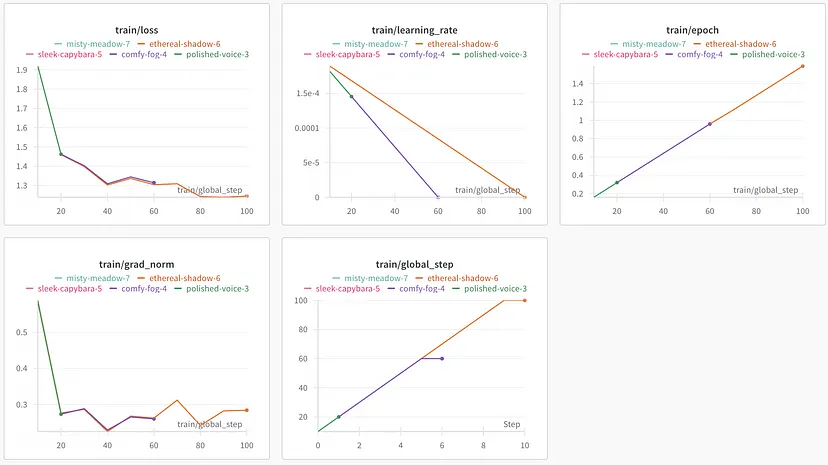 train/loss
misty-meadow-7 ethereal-shadow-6
sleek-capybara-5 comfy-fog-4 polished-voice-3
1.9
1.8
1.7
1.6
1.5
1.4
1.3
train/global_step
20 40 60 80 100
train/learning_rate
misty-meadow-7 ethereal-shadow-6
sleek-capybara-5 comfy-fog-4 polished-voice-3
1.5e-4
0.0001
5e-5
0
train/global_step
20 40 60 80 100
train/epoch
misty-meadow-7 ethereal-shadow-6
sleek-capybara-5 comfy-fog-4 polished-voice-3
1.4
1.2
1
0.8
0.6
0.4
0.2
train/global_step
20 40 60 80 100
train/grad_norm
misty-meadow-7 ethereal-shadow-6
sleek-capybara-5 comfy-fog-4 polished-voice-3
0.5
0.4
0.3
train/global_step
20 40 60 80 100
train/global_step
misty-meadow-7 ethereal-shadow-6
sleek-capybara-5 comfy-fog-4 polished-voice-3
100
80
60
40
20
Step
0 2 4 6 8 10